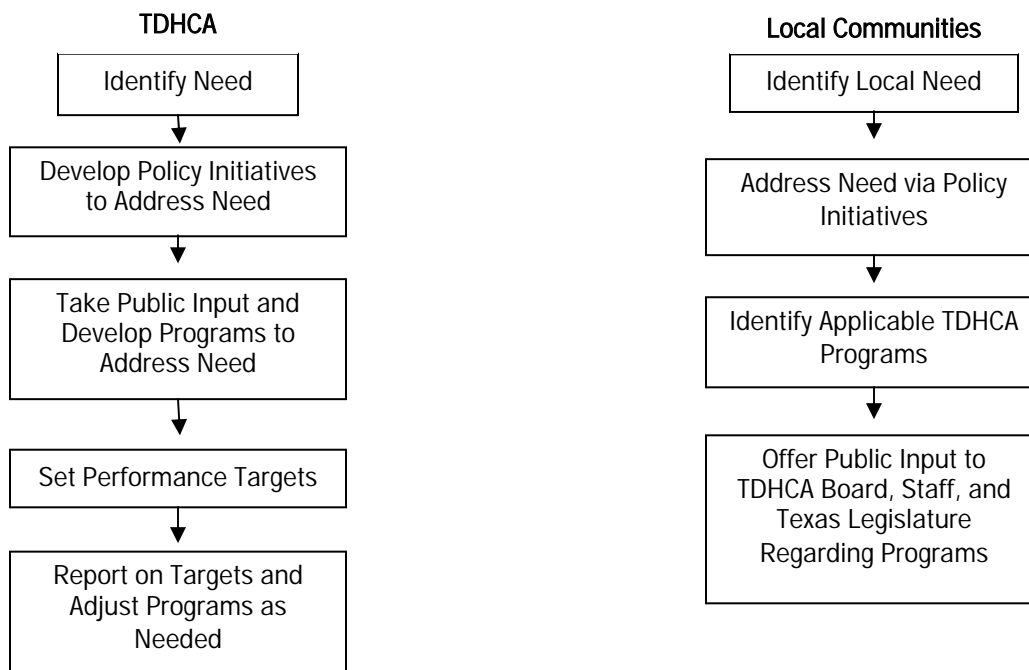 TDHCA
Identify Need
Develop Policy Initiatives
to Address Need
Take Public Input and
Develop Programs to
Address Need
Set Performance Targets
Report on Targets and
Adjust Programs as
Needed
Local Communities
Identify Local Need
Address Need via Policy
Initiatives
Identify Applicable TDHCA
Programs
Offer Public Input to
TDHCA Board, Staff, and
Texas Legislature
Regarding Programs